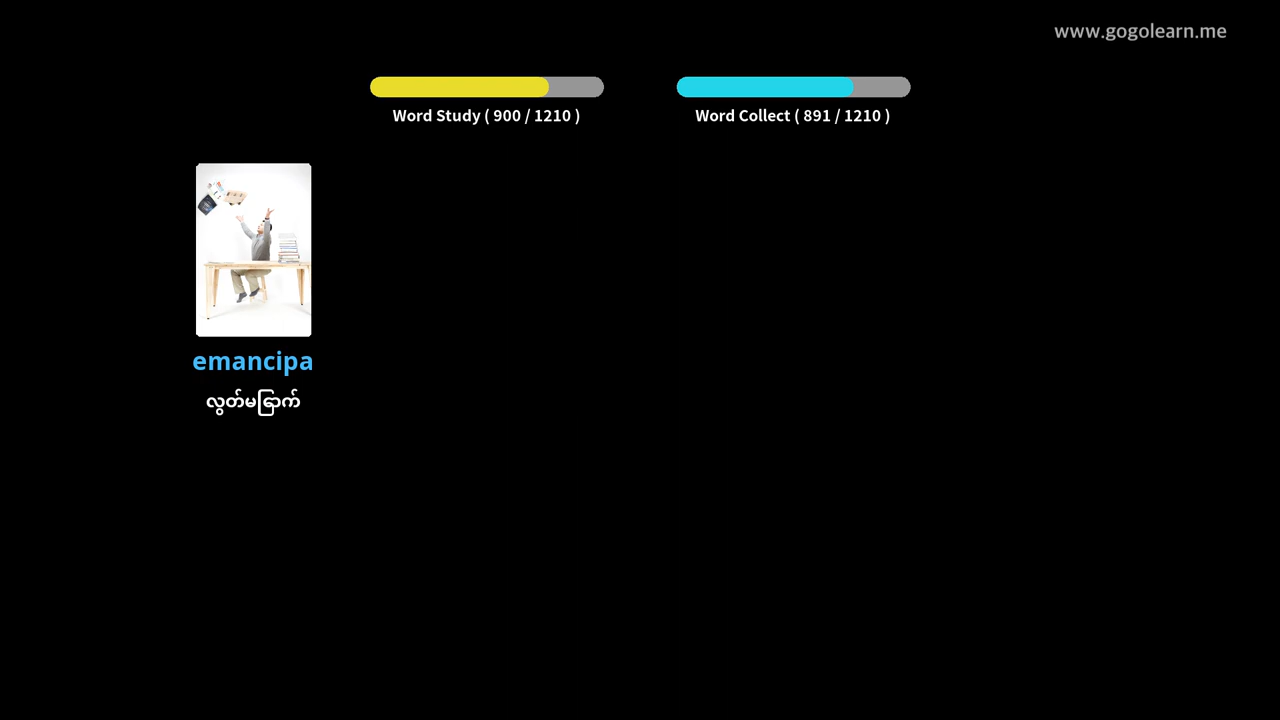 www.gogolearn.me
Word Study ( 900 / 1210 )
Word Collect ( 891 / 1210 )
emancipa
လွတ်မြောက်